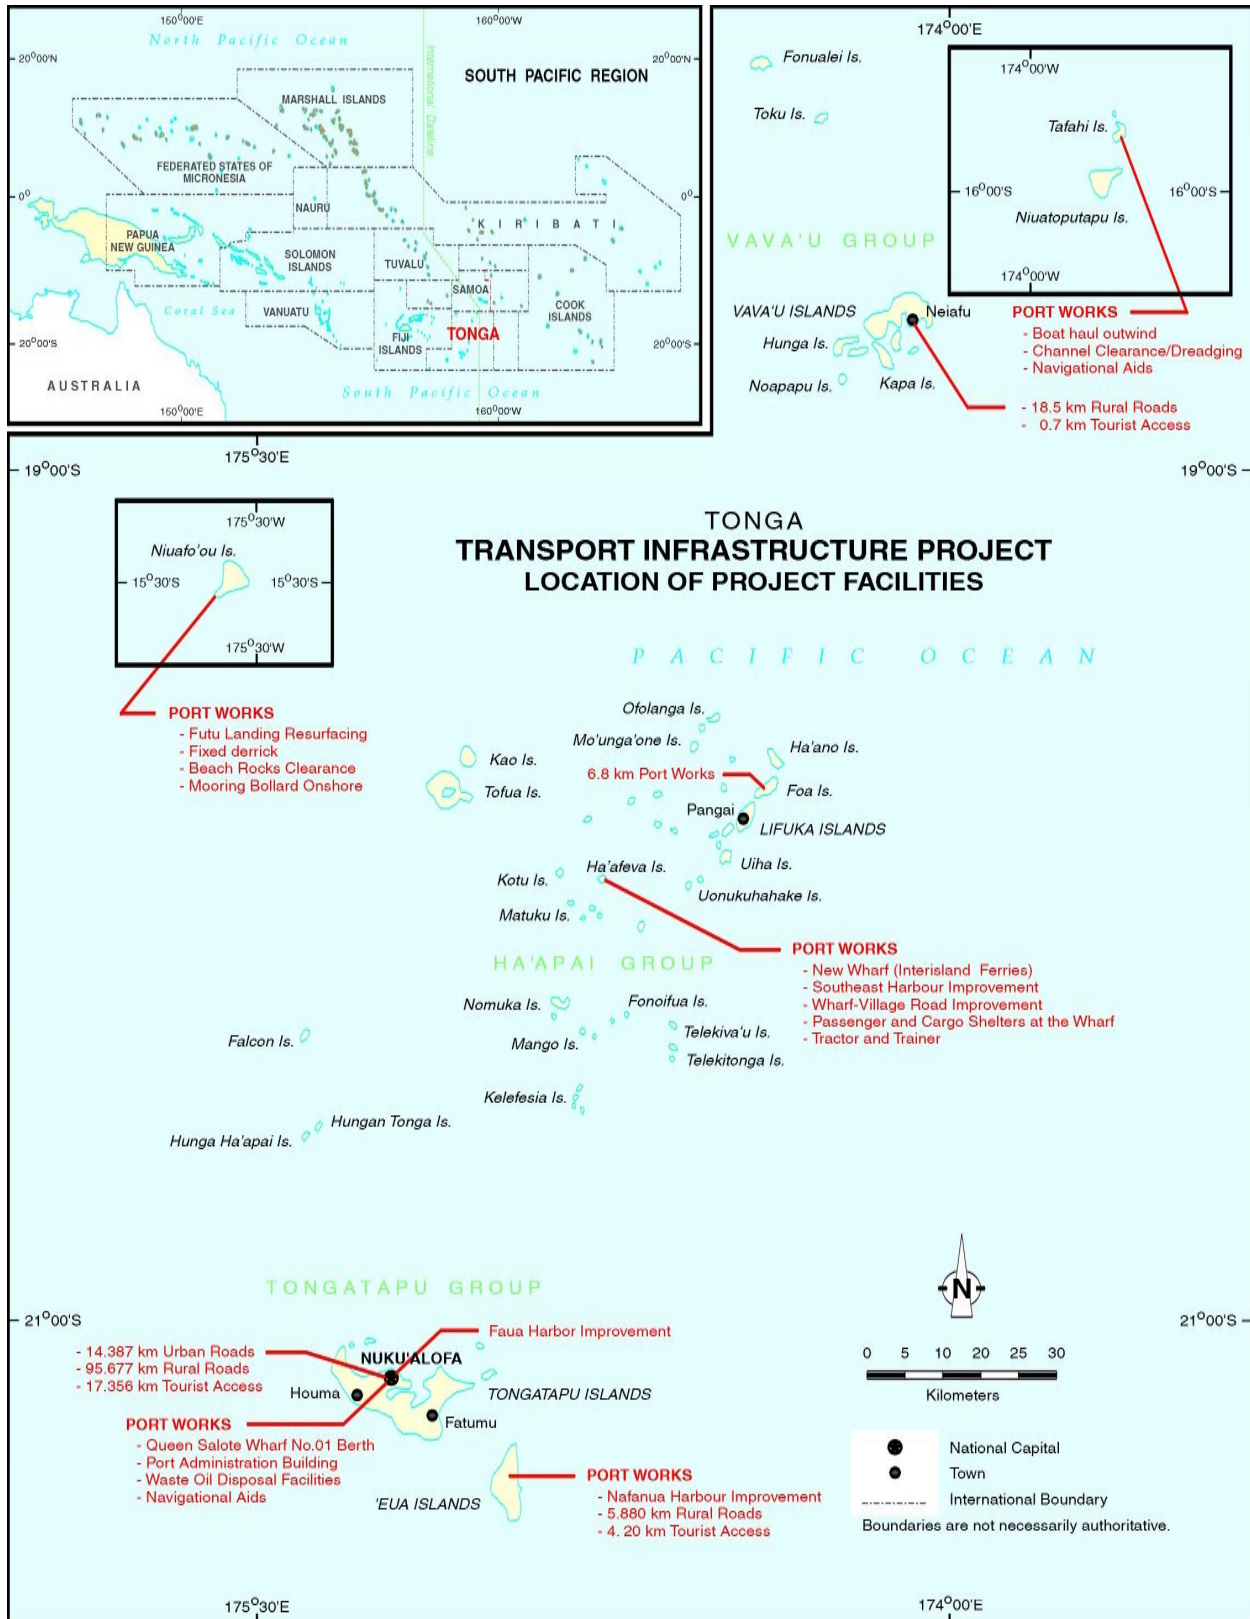 150°00'E
160°00'W
North Pacific Ocean
20°00'N
International Dateline
SOUTH PACIFIC REGION
20°00'N
MARSHALL ISLANDS
FEDERATED STATES OF
MICRONESIA
0°
NAURU
0°
KIRIBATI
PAPUA
NEW GUINEA
SOLOMON
ISLANDS
TUVALU
SAMOA
COOK
ISLANDS
Coral Sea
VANUATU
FIJI
ISLANDS
TONGA
20°00'S
20°00'S
AUSTRALIA
South Pacific Ocean
150°00'E
160°00'W
174°00'E
Fonualei Is.
Toku Is.
174°00'W
Tafahi Is.
16°00'S
16°00'S
Niuatoputapu Is.
174°00'W
VAVA'U GROUP
VAVA'U ISLANDS
Neiafu
Hunga Is.
Noapapu Is.
Kapa Is.
PORT WORKS
- Boat haul outwind
- Channel Clearance/Dreadging
- Navigational Aids
- 18.5 km Rural Roads
- 0.7 km Tourist Access
175°30'E
19°00'S
19°00'S
175°30'W
Niuafo'ou Is.
15°30'S
15°30'S
175°30'W
TONGA
TRANSPORT INFRASTRUCTURE PROJECT
LOCATION OF PROJECT FACILITIES
PACIFIC OCEAN
PORT WORKS
- Futu Landing Resurfacing
- Fixed derrick
- Beach Rocks Clearance
- Mooring Bollard Onshore
Ofolanga Is.
Mo'unga'one Is.
Ha'ano Is.
Kao Is.
6.8 km Port Works
Tofua Is.
Foa Is.
Pangai
LIFUKA ISLANDS
Uiha Is.
Ha'afeva Is.
Kotu Is.
Uonukuhahake Is.
Matuku Is.
PORT WORKS
- New Wharf (Interisland Ferries)
- Southeast Harbour Improvement
- Wharf-Village Road Improvement
- Passenger and Cargo Shelters at the Wharf
- Tractor and Trainer
HA'APAI GROUP
Nomuka Is.
Fonoifua Is.
Telekiva'u Is.
Falcon Is.
Mango Is.
Telekitonga Is.
Kelefesia Is.
Hungan Tonga Is.
Hunga Ha'apai Is.
TONGATAPU GROUP
N
21°00'S
21°00'S
Faua Harbor Improvement
- 14.387 km Urban Roads
- 95.677 km Rural Roads
- 17.356 km Tourist Access
NUKU'ALOFA
Houma
TONGATAPU ISLANDS
Fatumu
PORT WORKS
- Queen Salote Wharf No.01 Berth
- Port Administration Building
- Waste Oil Disposal Facilities
- Navigational Aids
'EUA ISLANDS
PORT WORKS
- Nafanua Harbour Improvement
- 5.880 km Rural Roads
- 4. 20 km Tourist Access
0 5 10 20 25 30
Kilometers
National Capital
Town
International Boundary
Boundaries are not necessarily authoritative.
175°30'E
174°00'E